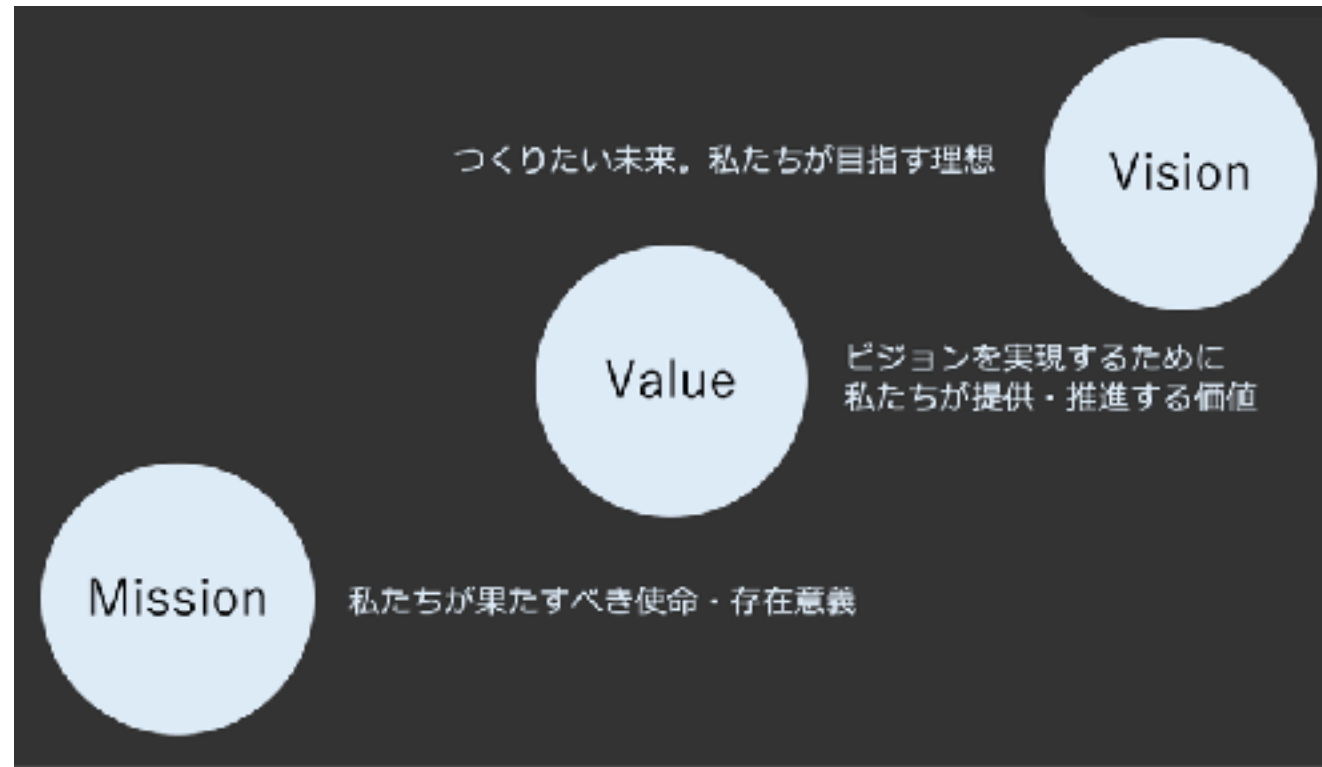 つくりたい未来。私たちが目指す理想
Vision
Value
ビジョンを実現するために
私たちが提供・推進する価値
Mission
私たちが果たすべき使命・存在意義